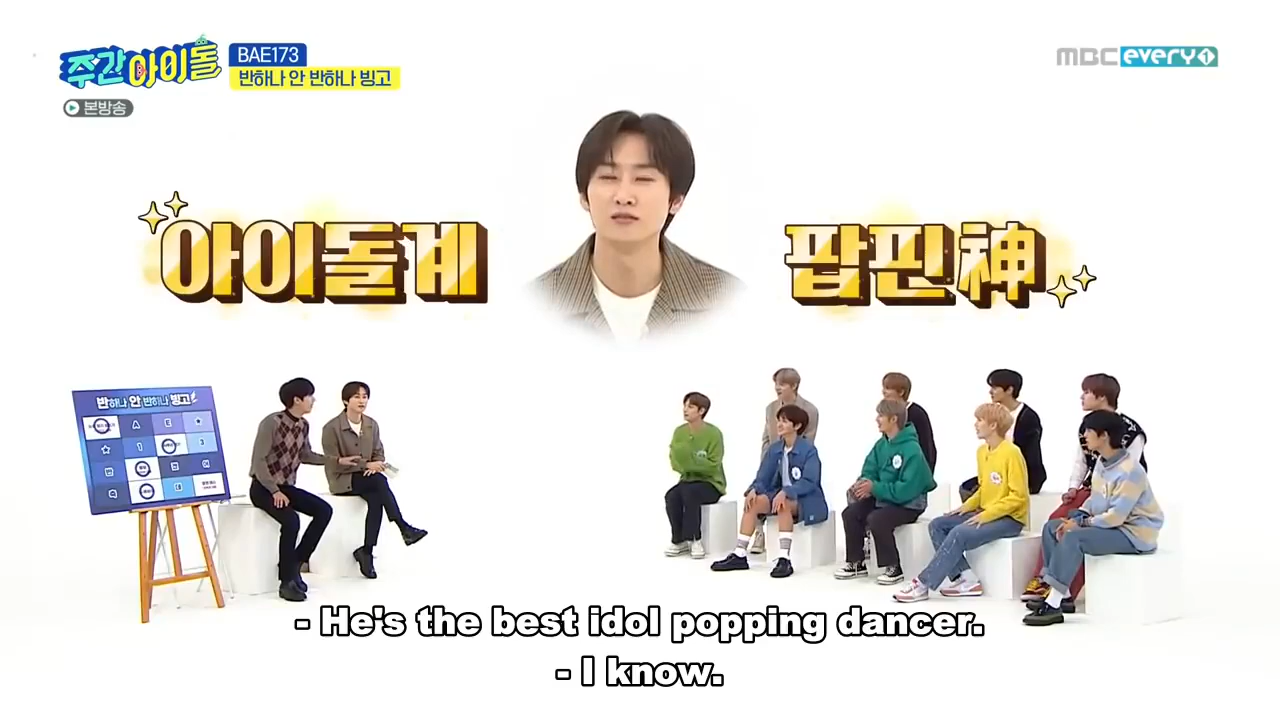 주간아이돌
BAE173
반하나 안 반하나 빙고
본방송
MBC every1
아이돌계
팝핀神
반하나 안 반하나 빙고
- He's the best idol popping dancer.
- I know.